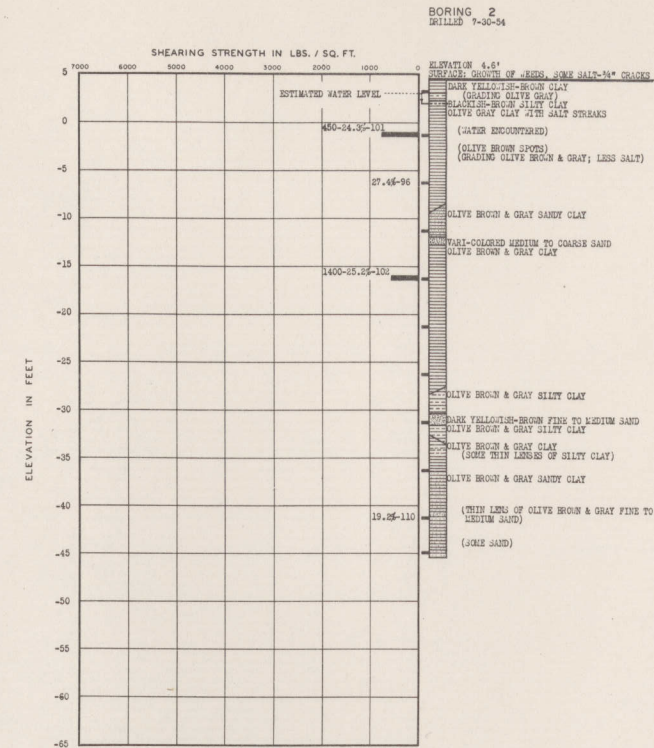 BORING 2
DRILLED 7-30-54
SHEARING STRENGTH IN LBS. / SQ. FT.
7000 6000 5000 4000 3000 2000 1000 0
ELEVATION 4.6'
SURFACE: GROWTH OF WEEDS, SOME SALT-¾" CRACKS
ELEVATION IN FEET
5
0
-5
-10
-15
-20
-25
-30
-35
-40
-45
-50
-55
-60
-65
ESTIMATED WATER LEVEL
450-24.3%-101
27.4%-96
1400-25.2%-102
19.2%-110
DARK YELLOWISH-BROWN CLAY
(GRADING OLIVE GRAY)
BLACKISH-BROWN SILTY CLAY
OLIVE GRAY CLAY WITH SALT STREAKS
(WATER ENCOUNTERED)
(OLIVE BROWN SPOTS)
(GRADING OLIVE BROWN & GRAY; LESS SALT)
OLIVE BROWN & GRAY SANDY CLAY
VARI-COLORED MEDIUM TO COARSE SAND
OLIVE BROWN & GRAY CLAY
OLIVE BROWN & GRAY SILTY CLAY
DARK YELLOWISH-BROWN FINE TO MEDIUM SAND
OLIVE BROWN & GRAY SILTY CLAY
OLIVE BROWN & GRAY CLAY
(SOME THIN LENSES OF SILTY CLAY)
OLIVE BROWN & GRAY SANDY CLAY
(THIN LENS OF OLIVE BROWN & GRAY FINE TO
MEDIUM SAND)
(SOME SAND)